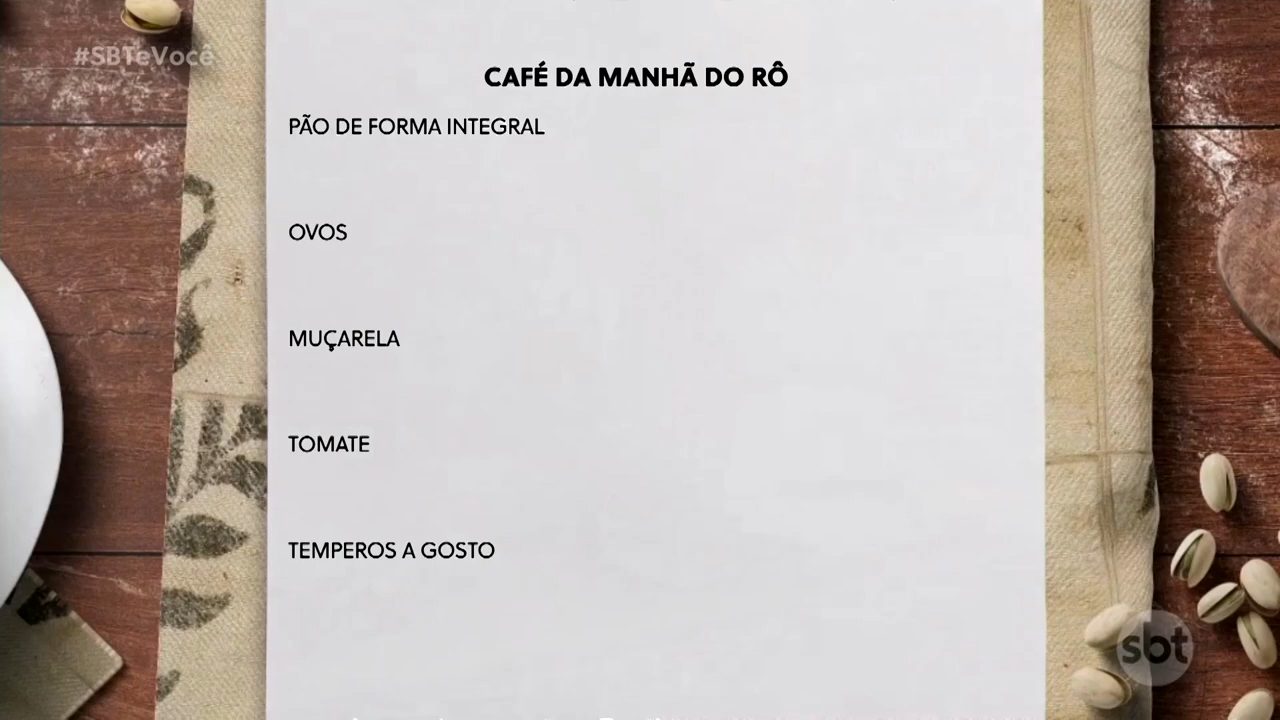 #SBTeVocê
CAFÉ DA MANHÃ DO RÔ
PÃO DE FORMA INTEGRAL
OVOS
MUÇARELA
TOMATE
TEMPEROS A GOSTO
sbt